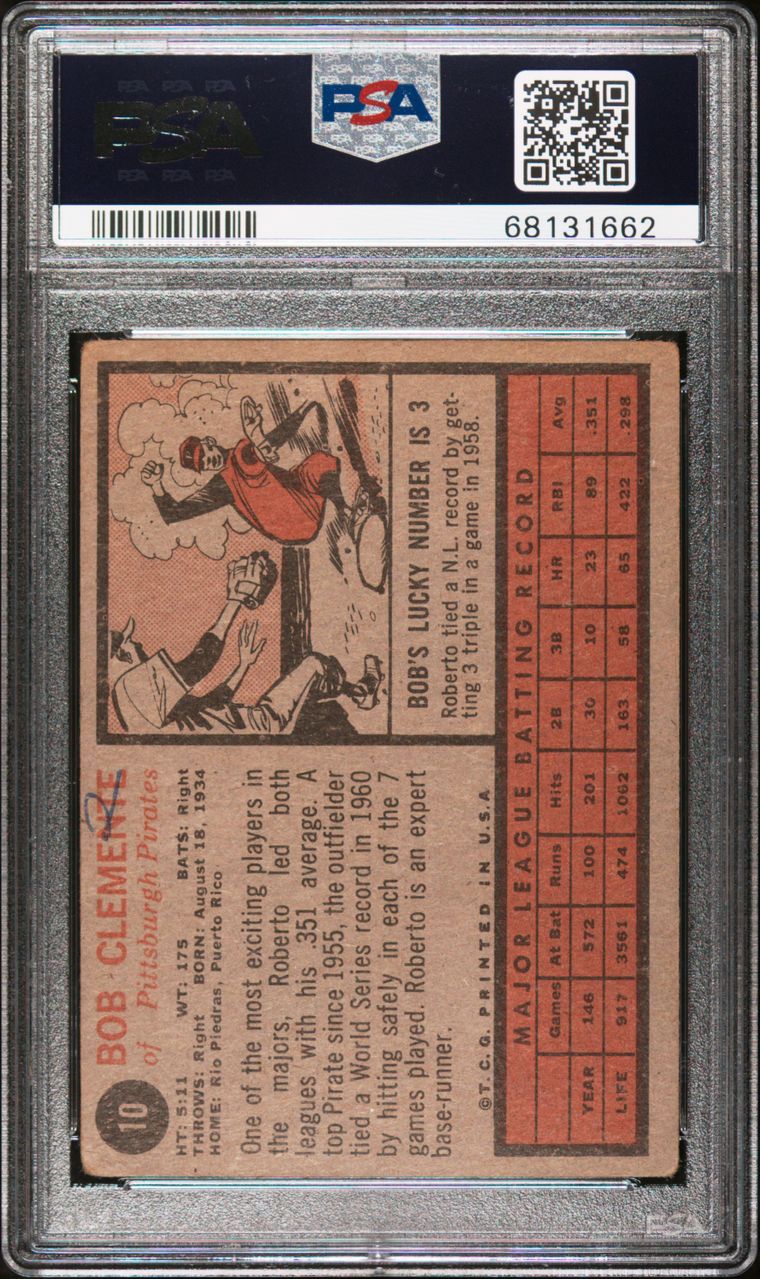 PSA
PSA PSA PSA
PSA
PSA PSA PSA
68131662
10
BOB CLEMENTE
of Pittsburgh Pirates
HT: 5:11 WT: 175 BATS: Right
THROWS: Right BORN: August 18, 1934
HOME: Rio Piedras, Puerto Rico
One of the most exciting players in
the majors, Roberto led both
leagues with his .351 average. A
top Pirate since 1955, the outfielder
tied a World Series record in 1960
by hitting safely in each of the 7
games played. Roberto is an expert
base-runner.
© T.C.G. PRINTED IN U.S.A.
BOB'S LUCKY NUMBER IS 3
Roberto tied a N.L. record by get-
ting 3 triple in a game in 1958.
MAJOR LEAGUE BATTING RECORD
Games At Bat Runs Hits 2B 3B HR RBI Avg
YEAR 146 572 100 201 30 10 23 89 .351
LIFE 917 3561 474 1062 163 58 65 422 .298
PSA